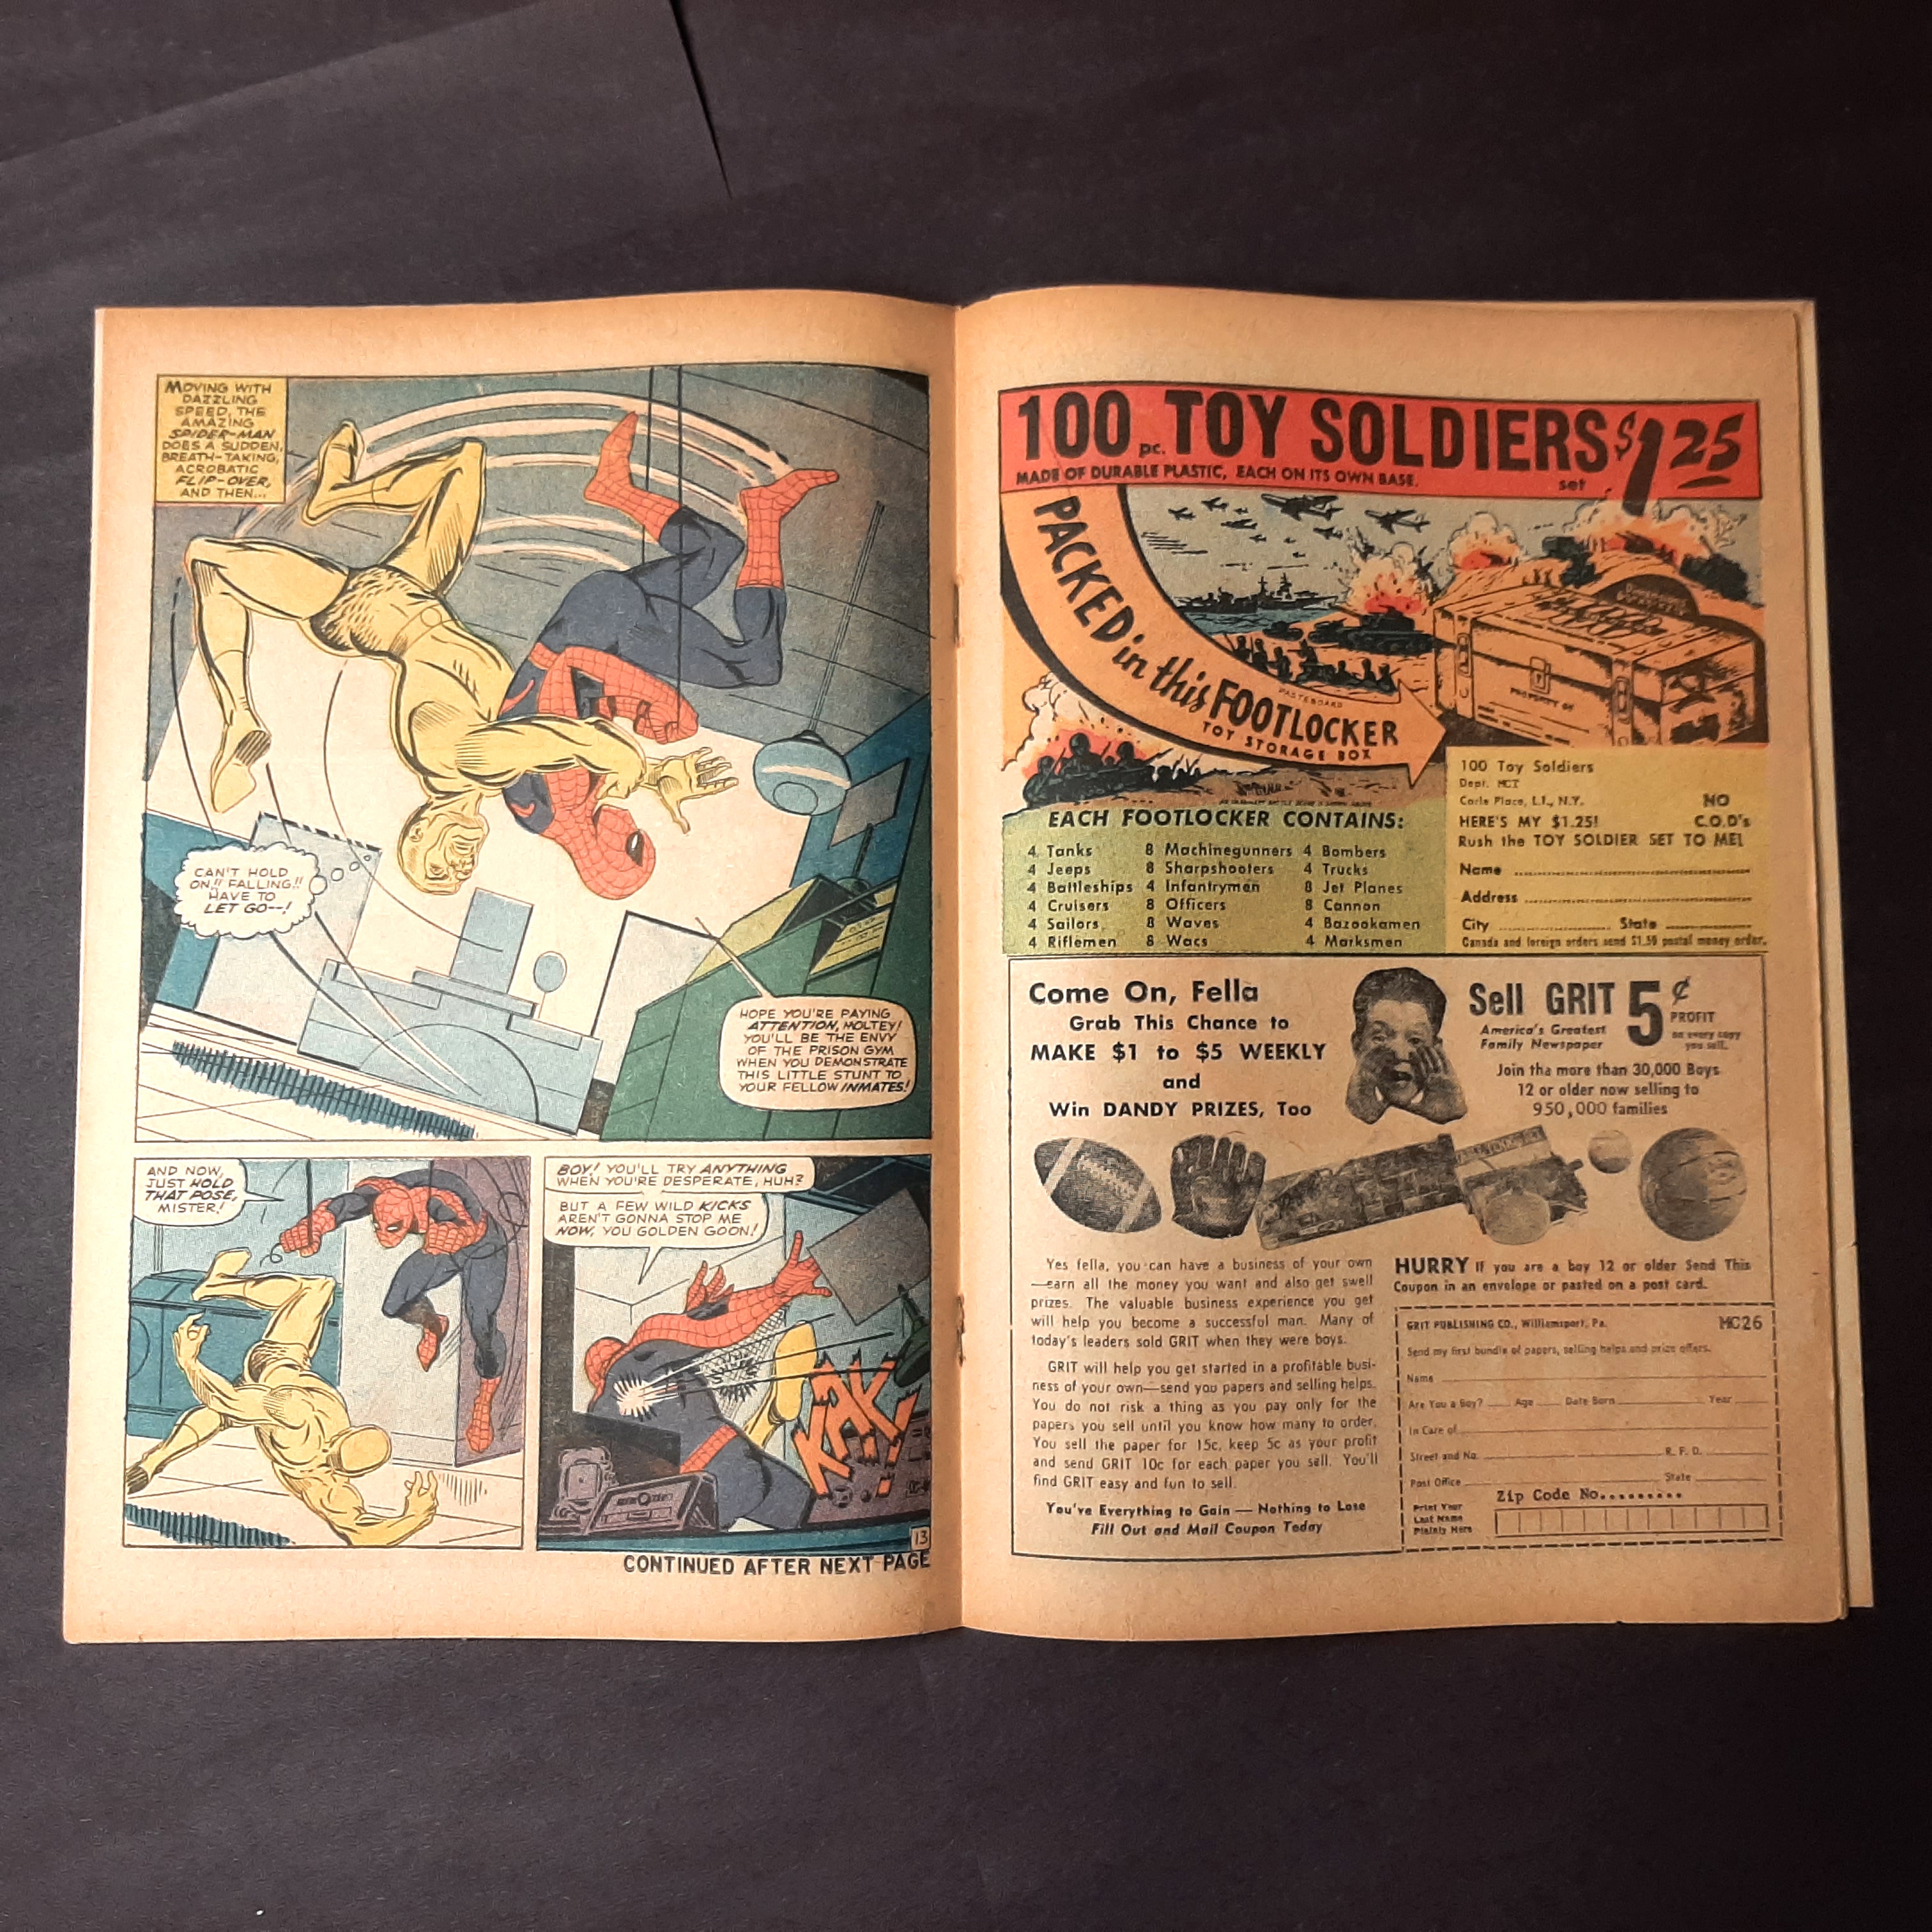 MOVING WITH
DAZZLING
SPEED, THE
AMAZING
SPIDER-MAN
DOES A SUDDEN,
BREATH-TAKING,
ACROBATIC
FLIP-OVER,
AND THEN...
CAN'T HOLD
ON!! FALLING!!
HAVE TO
LET GO--!
HOPE YOU'RE PAYING
ATTENTION, MOLTEY!
YOU'LL BE THE ENVY
OF THE PRISON GYM
WHEN YOU DEMONSTRATE
THIS LITTLE STUNT TO
YOUR FELLOW INMATES!
AND NOW,
JUST HOLD
THAT POSE,
MISTER!
BOY! YOU'LL TRY ANYTHING
WHEN YOU'RE DESPERATE, HUH?
BUT A FEW WILD KICKS
AREN'T GONNA STOP ME
NOW, YOU GOLDEN GOON!
KAK!
13
CONTINUED AFTER NEXT PAGE
100 pc. TOY SOLDIERS $1.25
MADE OF DURABLE PLASTIC, EACH ON ITS OWN BASE. set
PACKED in this FOOTLOCKER
PASTEBOARD
TOY STORAGE BOX
PROPERTY OF
EACH FOOTLOCKER CONTAINS:
4 Tanks 8 Machinegunners 4 Bombers
4 Jeeps 8 Sharpshooters 4 Trucks
4 Battleships 4 Infantrymen 8 Jet Planes
4 Cruisers 8 Officers 8 Cannon
4 Sailors 8 Waves 4 Bazookamen
4 Riflemen 8 Wacs 4 Marksmen
100 Toy Soldiers
Dept. MCT
Carle Place, L.I., N.Y. NO
HERE'S MY $1.25! C.O.D's
Rush the TOY SOLDIER SET TO ME!
Name
Address
City State
Canada and foreign orders send $1.50 postal money order.
Come On, Fella
Grab This Chance to
MAKE $1 to $5 WEEKLY
and
Win DANDY PRIZES, Too
Sell GRIT 5¢ PROFIT
America's Greatest on every copy
Family Newspaper you sell.
Join the more than 30,000 Boys
12 or older now selling to
950,000 families
Yes fella, you can have a business of your own
—earn all the money you want and also get swell
prizes. The valuable business experience you get
will help you become a successful man. Many of
today's leaders sold GRIT when they were boys.
GRIT will help you get started in a profitable busi-
ness of your own—send you papers and selling helps.
You do not risk a thing as you pay only for the
papers you sell until you know how many to order.
You sell the paper for 15c, keep 5c as your profit
and send GRIT 10c for each paper you sell. You'll
find GRIT easy and fun to sell.
You've Everything to Gain — Nothing to Lose
Fill Out and Mail Coupon Today
HURRY IF you are a boy 12 or older Send This
Coupon in an envelope or pasted on a post card.
GRIT PUBLISHING CO., Williamsport, Pa. MC26
Send my first bundle of papers, selling helps and prize offers.
Name
Are You a Boy? Age Date Born Year
In Care of
Street and No. R. F. D.
Post Office State
Zip Code No.
Print Your
Last Name
Plainly Here